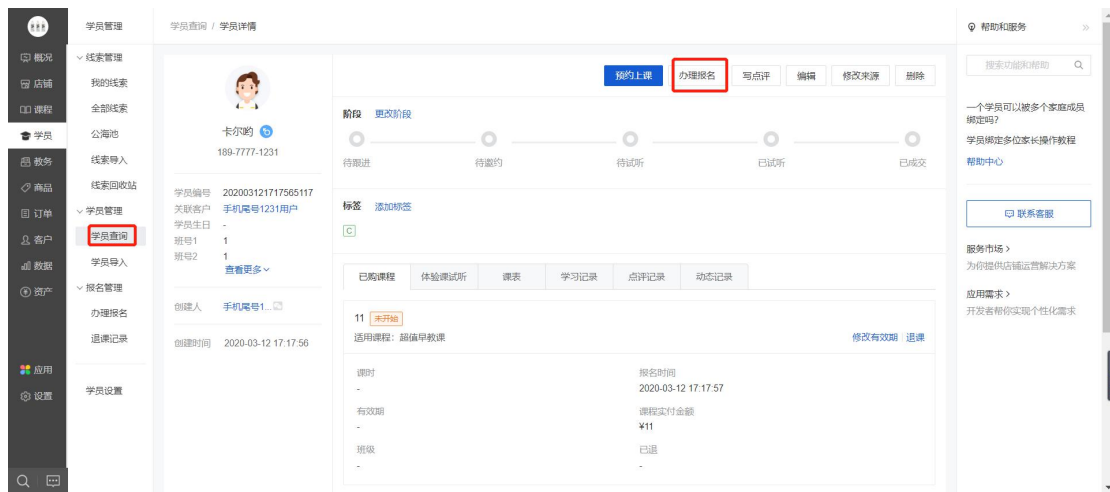 概况
店铺
课程
学员
教务
商品
订单
客户
数据
资产
应用
设置
学员管理
线索管理
我的线索
全部线索
公海池
线索导入
线索回收站
学员管理
学员查询
学员导入
报名管理
办理报名
退课记录
学员设置
学员查询 / 学员详情
卡尔昀
189-7777-1231
学员编号 202003121717565117
关联客户 手机尾号1231用户
学员生日 -
班号1 1
班号2 1
查看更多
创建人 手机尾号1...
创建时间 2020-03-12 17:17:56
预约上课 办理报名 写点评 编辑 修改来源 删除
阶段 更改阶段
待跟进 待邀约 待试听 已试听 已成交
标签 添加标签
C
已购课程 体验课试听 课表 学习记录 点评记录 动态记录
11 未开始
适用课程：超值早教课 修改有效期 退课
课时 报名时间
- 2020-03-12 17:17:57
有效期 课程实付金额
- ¥11
班级 已退
- -
帮助和服务 »
搜索功能和帮助
一个学员可以被多个家庭成员
绑定吗?
学员绑定多位家长操作教程
帮助中心
联系客服
服务市场 >
为你提供店铺运营解决方案
应用需求 >
开发者帮你实现个性化需求